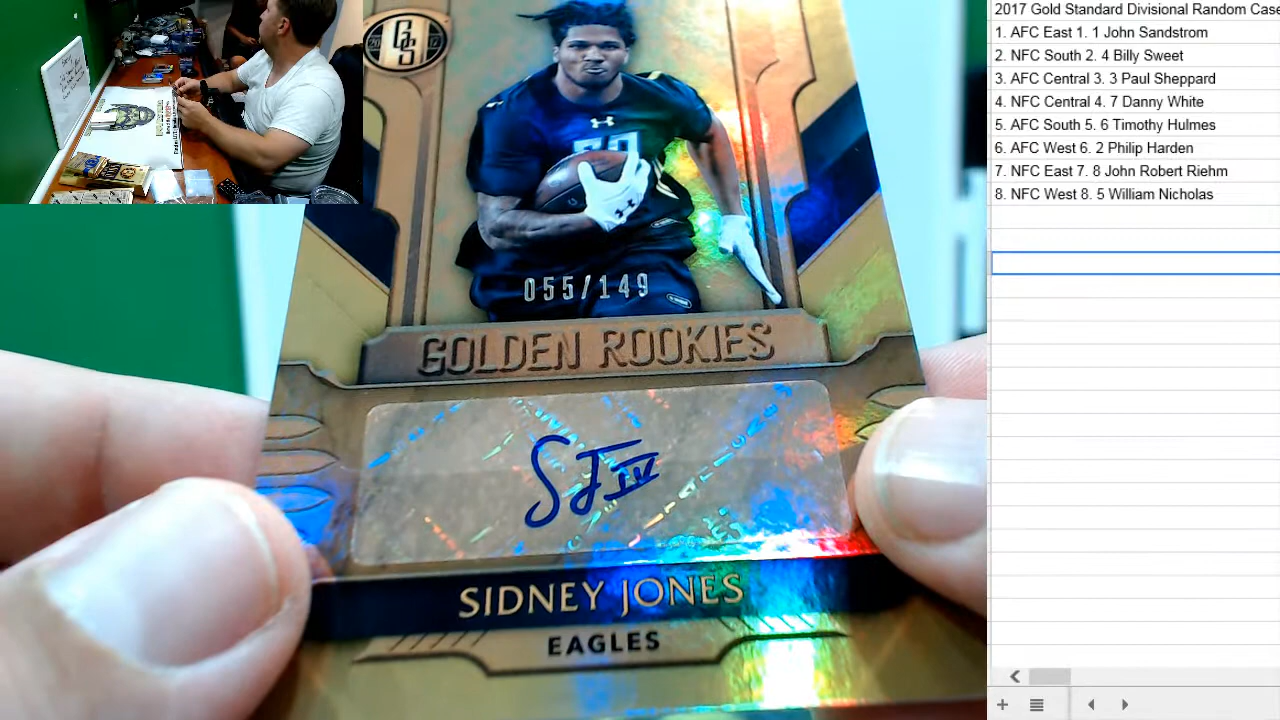 GS
055/149
GOLDEN ROOKIES
SJ IV
SIDNEY JONES
EAGLES
2017 Gold Standard Divisional Random Case
1. AFC East 1. 1 John Sandstrom
2. NFC South 2. 4 Billy Sweet
3. AFC Central 3. 3 Paul Sheppard
4. NFC Central 4. 7 Danny White
5. AFC South 5. 6 Timothy Hulmes
6. AFC West 6. 2 Philip Harden
7. NFC East 7. 8 John Robert Riehm
8. NFC West 8. 5 William Nicholas